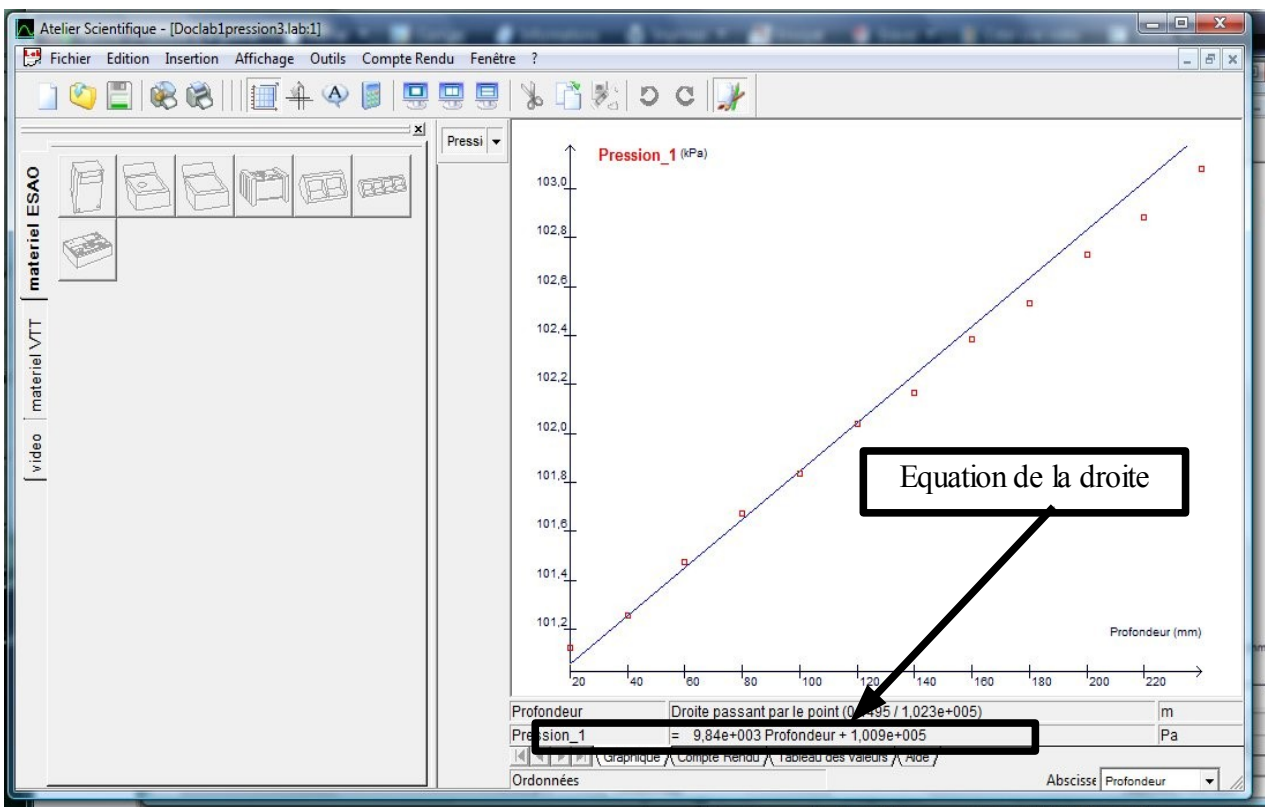 Atelier Scientifique - [Doclab1pression3.lab:1]
Fichier Edition Insertion Affichage Outils Compte Rendu Fenêtre ?
materiel ESAO
materiel VTT
video
Pressi
Pression_1 (kPa)
103,0
102,8
102,6
102,4
102,2
102,0
101,8
101,6
101,4
101,2
Equation de la droite
Profondeur (mm)
20 40 60 80 100 120 140 160 180 200 220
Profondeur Droite passant par le point (0,1495 / 1,023e+005) m
Pression_1 = 9,84e+003 Profondeur + 1,009e+005 Pa
Graphique Compte Rendu Tableau des valeurs Aide
Ordonnées Abscisse Profondeur